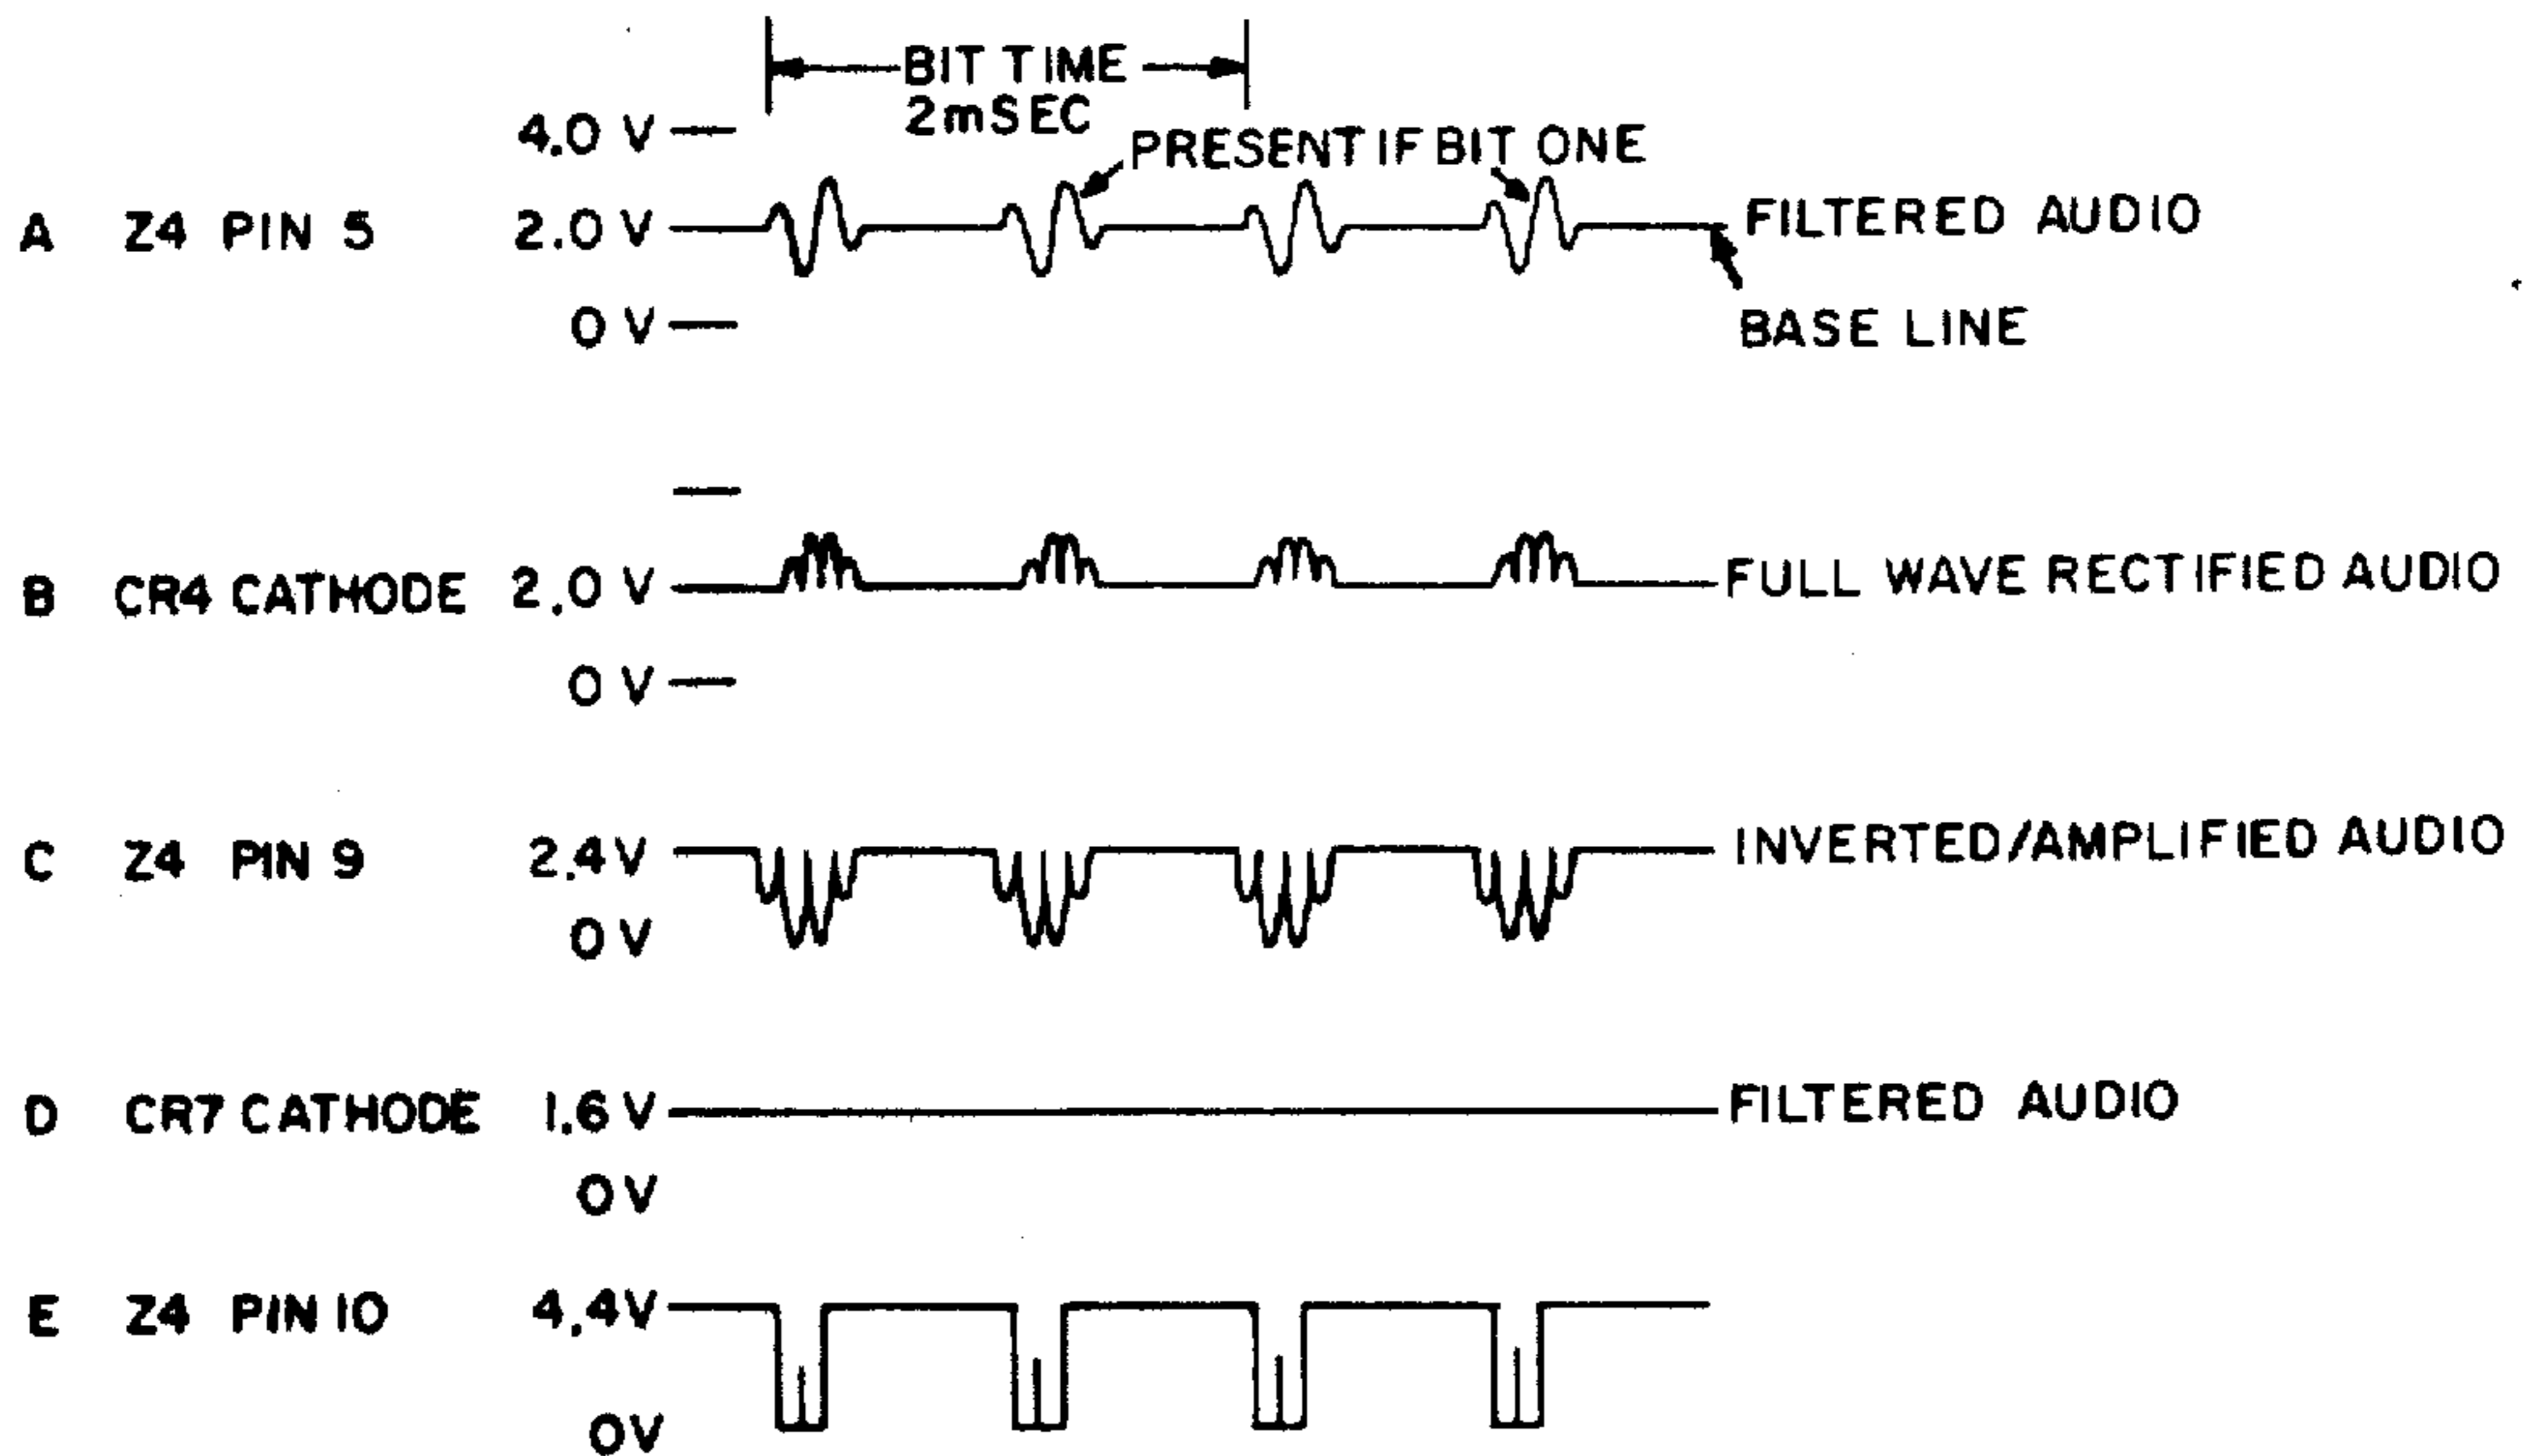 BIT TIME
2mSEC
4.0 V
PRESENT IF BIT ONE
A Z4 PIN 5 2.0 V FILTERED AUDIO
0 V BASE LINE
B CR4 CATHODE 2.0 V FULL WAVE RECTIFIED AUDIO
0 V
C Z4 PIN 9 2.4V INVERTED/AMPLIFIED AUDIO
0 V
D CR7 CATHODE 1.6 V FILTERED AUDIO
0V
E Z4 PIN 10 4.4V
0V